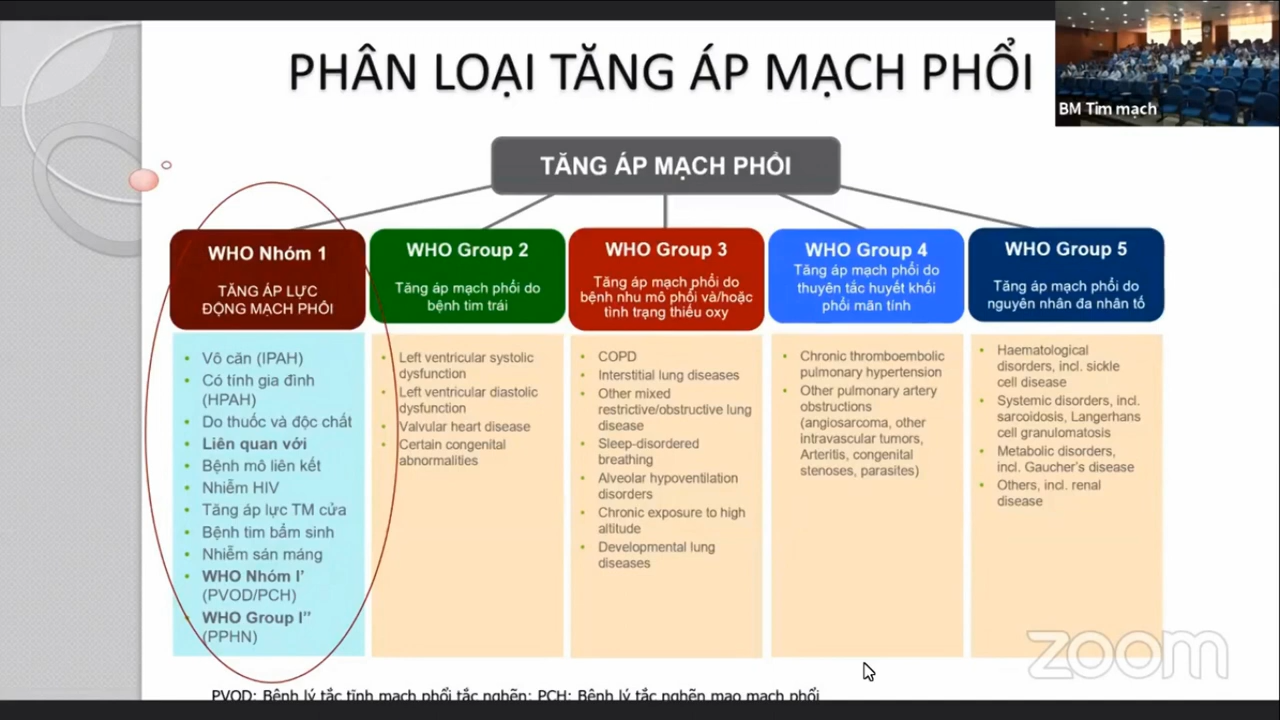 PHÂN LOẠI TĂNG ÁP MẠCH PHỔI
BM Tim mạch
TĂNG ÁP MẠCH PHỔI
WHO Nhóm 1
TĂNG ÁP LỰC
ĐỘNG MẠCH PHỔI
Vô căn (IPAH)
Có tính gia đình
(HPAH)
Do thuốc và độc chất
Liên quan với
Bệnh mô liên kết
Nhiễm HIV
Tăng áp lực TM cửa
Bệnh tim bẩm sinh
Nhiễm sán máng
WHO Nhóm I’
(PVOD/PCH)
WHO Group I’’
(PPHN)
WHO Group 2
Tăng áp mạch phổi do
bệnh tim trái
Left ventricular systolic
dysfunction
Left ventricular diastolic
dysfunction
Valvular heart disease
Certain congenital
abnormalities
WHO Group 3
Tăng áp mạch phổi do
bệnh nhu mô phổi và/hoặc
tình trạng thiếu oxy
COPD
Interstitial lung diseases
Other mixed
restrictive/obstructive lung
disease
Sleep-disordered
breathing
Alveolar hypoventilation
disorders
Chronic exposure to high
altitude
Developmental lung
diseases
WHO Group 4
Tăng áp mạch phổi do
thuyên tắc huyết khối
phổi mãn tính
Chronic thromboembolic
pulmonary hypertension
Other pulmonary artery
obstructions
(angiosarcoma, other
intravascular tumors,
Arteritis, congenital
stenoses, parasites)
WHO Group 5
Tăng áp mạch phổi do
nguyên nhân đa nhân tố
Haematological
disorders, incl. sickle
cell disease
Systemic disorders, incl.
sarcoidosis, Langerhans
cell granulomatosis
Metabolic disorders,
incl. Gaucher’s disease
Others, incl. renal
disease
zoom
PVOD: Bệnh lý tắc tĩnh mạch phổi tắc nghẽn; PCH: Bệnh lý tắc nghẽn mao mạch phổi